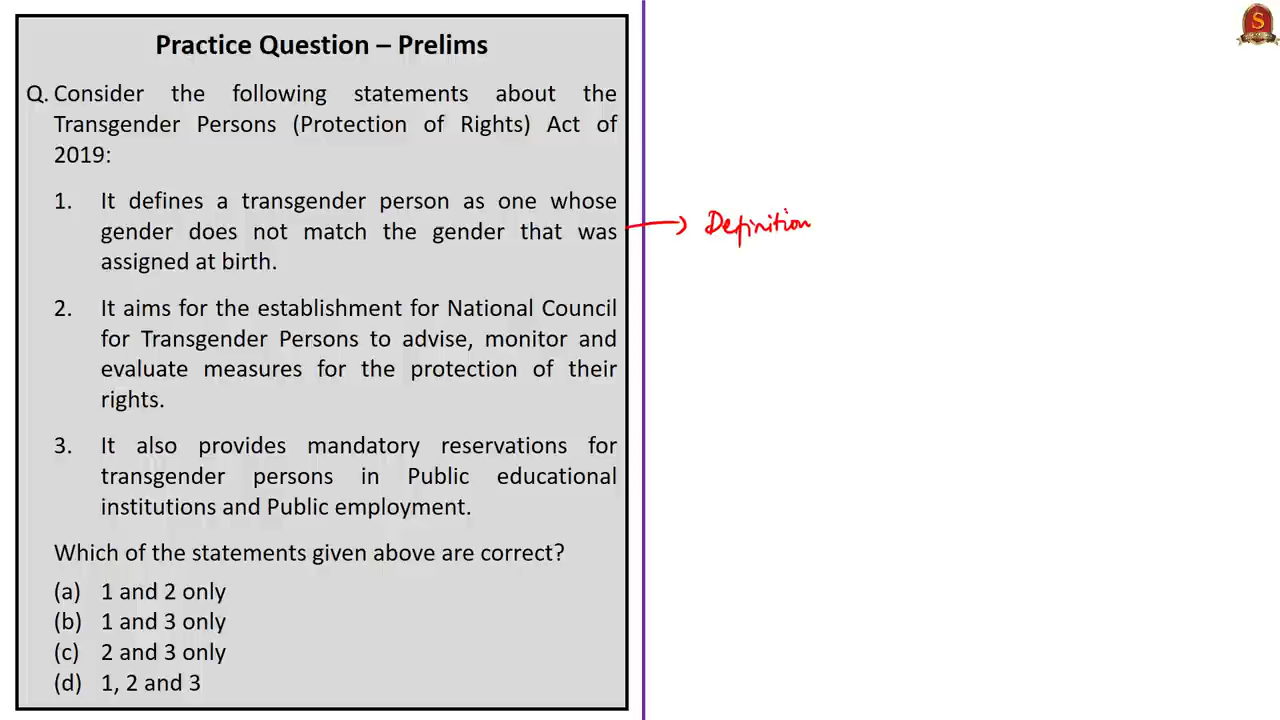 Practice Question – Prelims
Q. Consider the following statements about the
Transgender Persons (Protection of Rights) Act of
2019:
1. It defines a transgender person as one whose
gender does not match the gender that was
assigned at birth.
Definition
2. It aims for the establishment for National Council
for Transgender Persons to advise, monitor and
evaluate measures for the protection of their
rights.
3. It also provides mandatory reservations for
transgender persons in Public educational
institutions and Public employment.
Which of the statements given above are correct?
(a) 1 and 2 only
(b) 1 and 3 only
(c) 2 and 3 only
(d) 1, 2 and 3
S